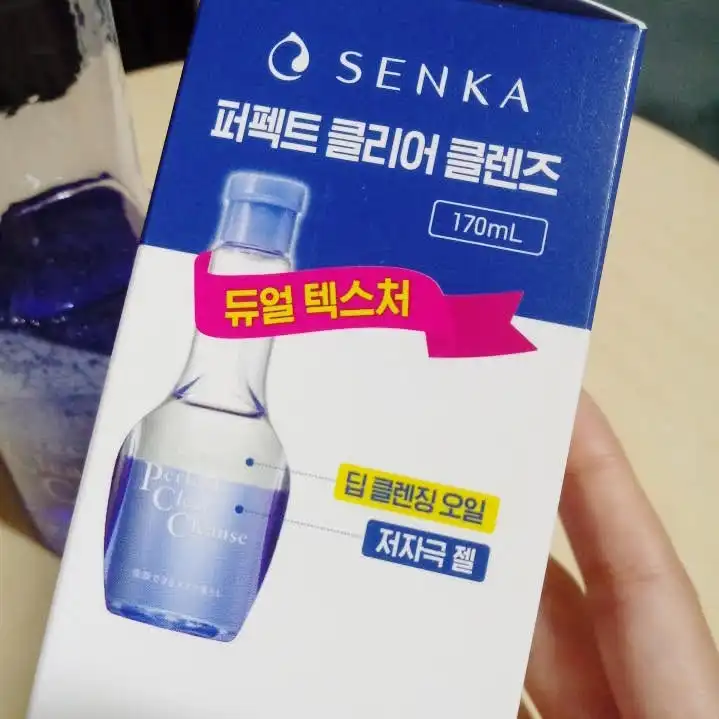 SENKA
퍼펙트 클리어 클렌즈
170mL
듀얼 텍스처
딥 클렌징 오일
저자극 젤
Perfect
Clear
Cleanse